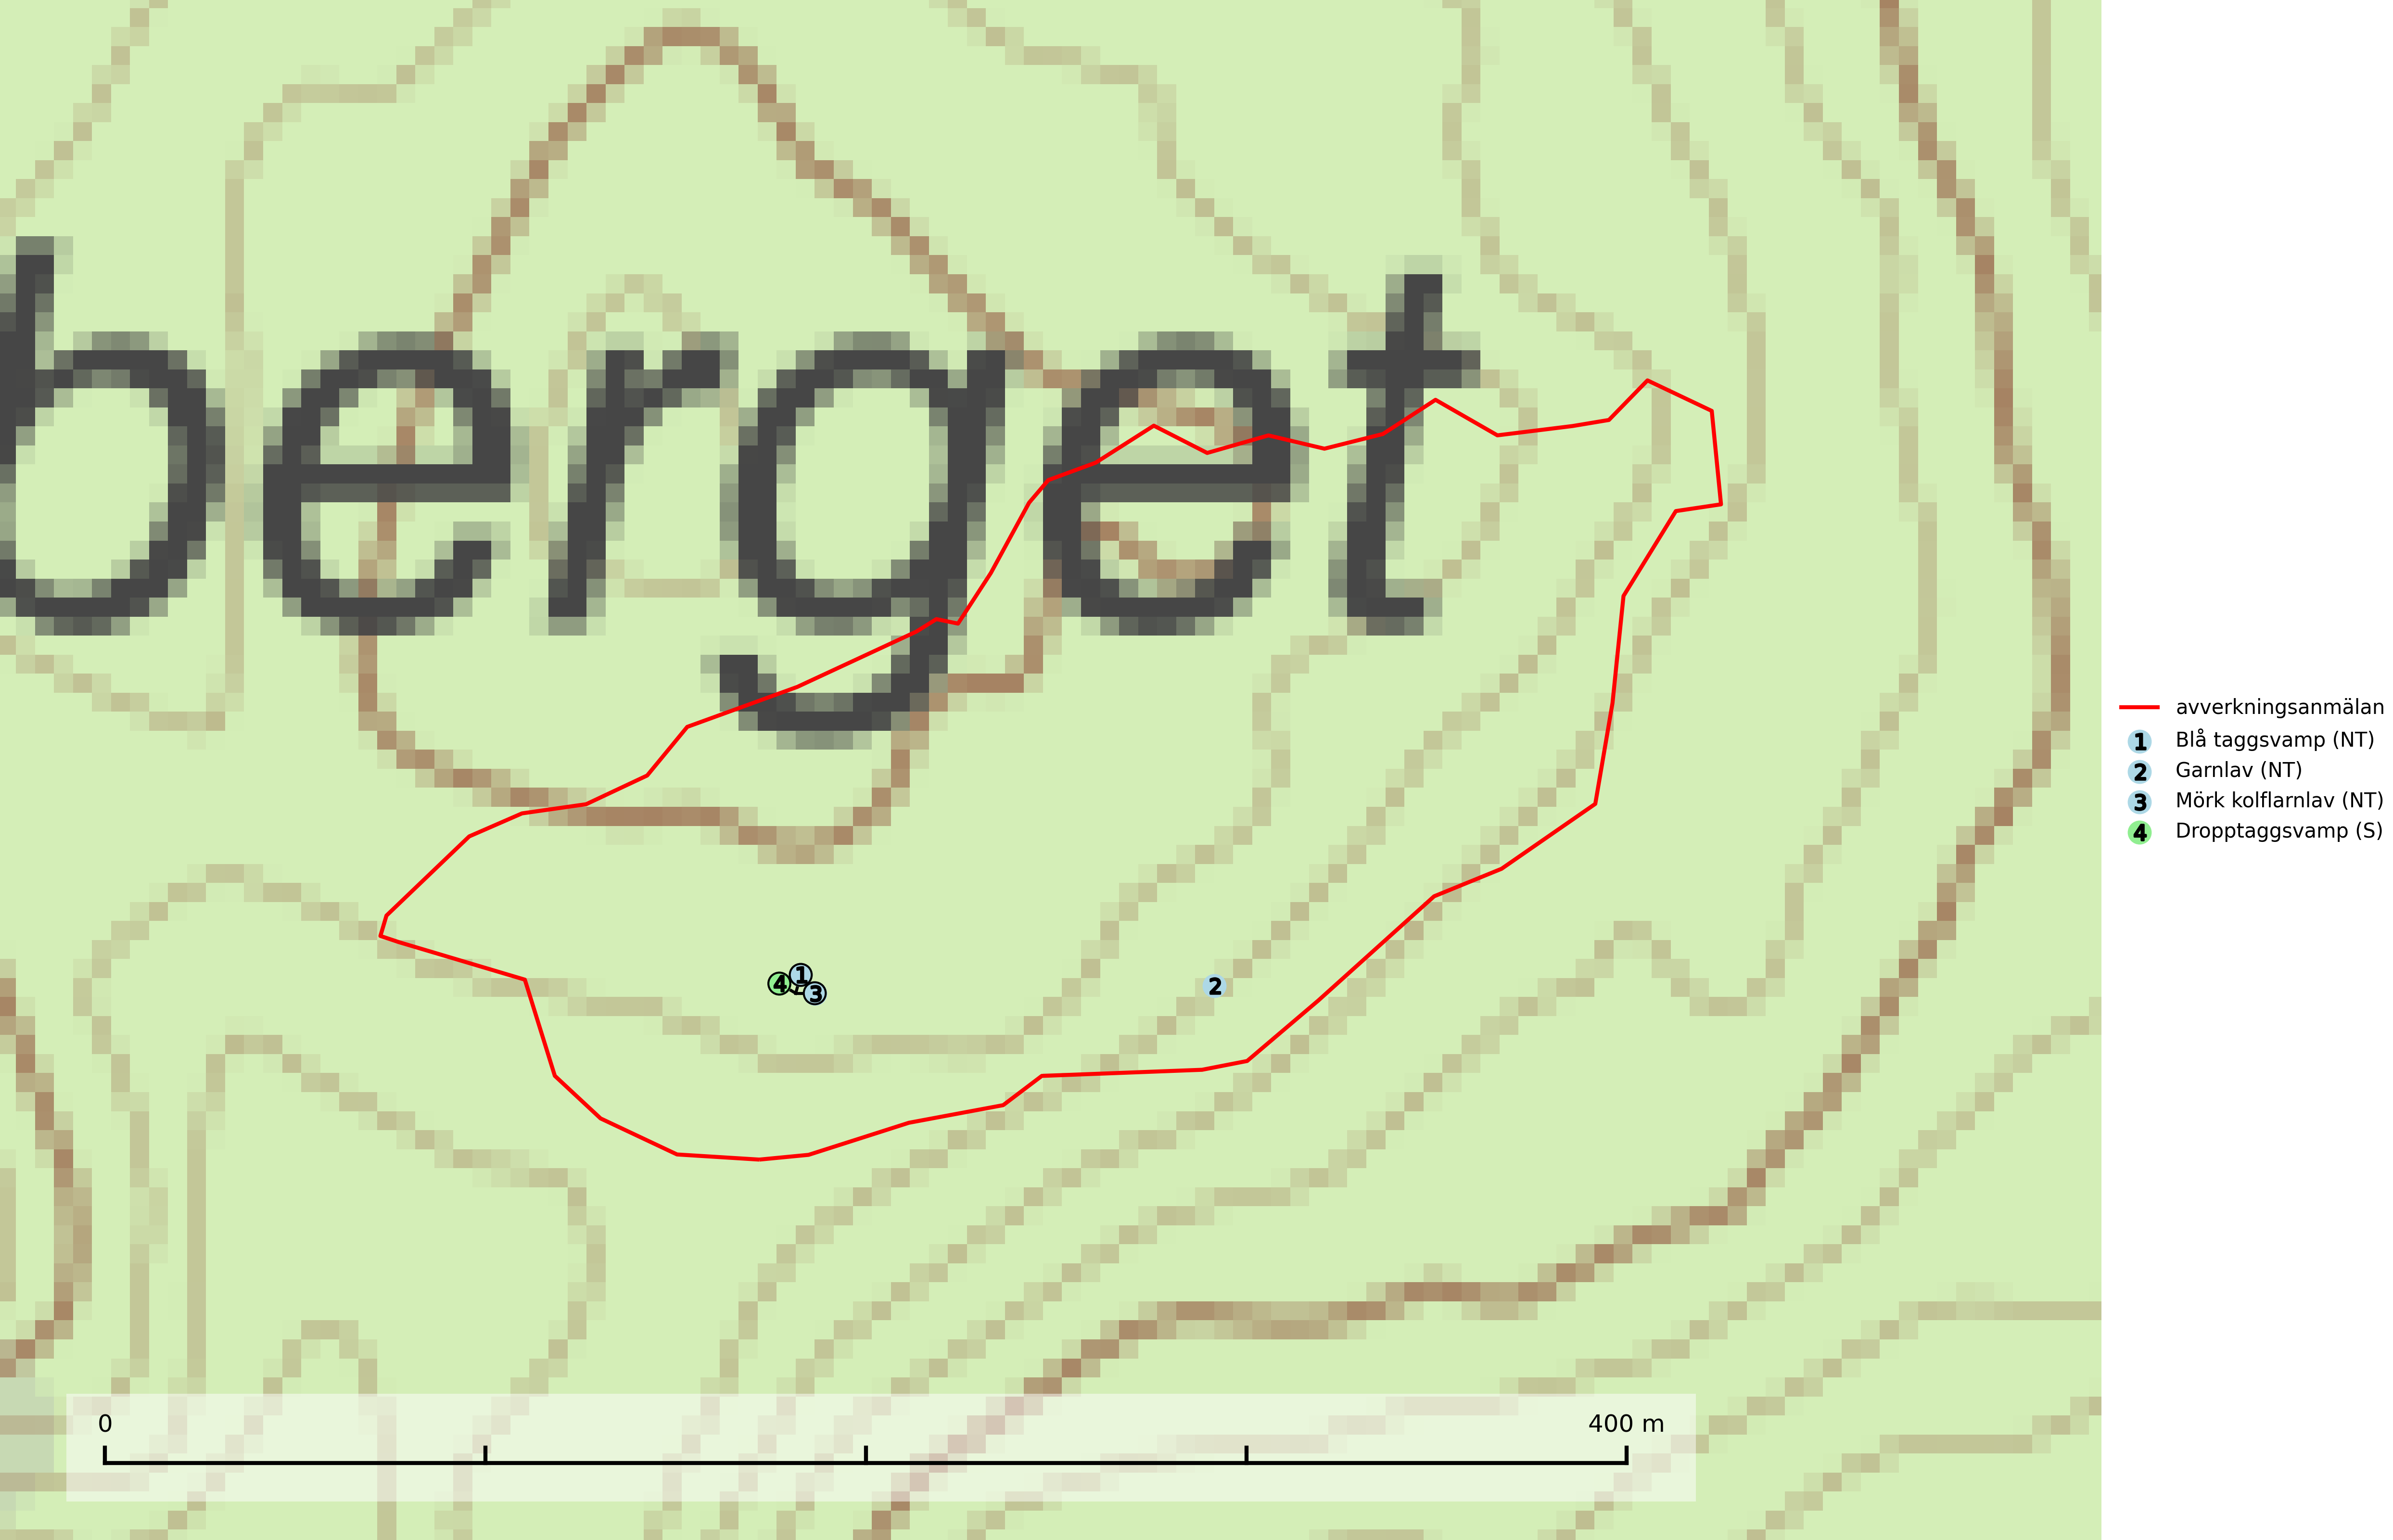 berget
avverkningsanmälan
1 Blå taggsvamp (NT)
2 Garnlav (NT)
3 Mörk kolflarnlav (NT)
4 Dropptaggsvamp (S)
1
4
3
2
0 400 m